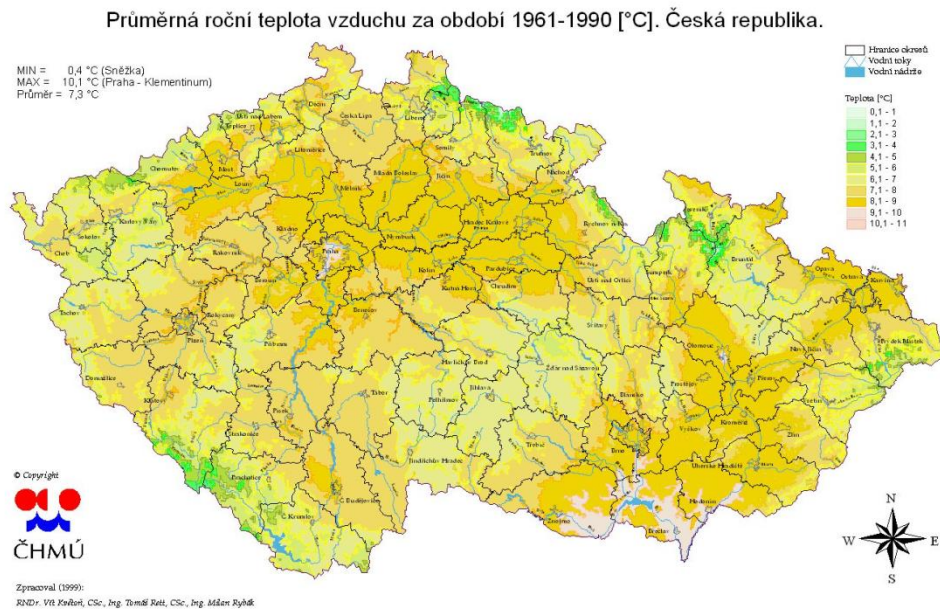 Průměrná roční teplota vzduchu za období 1961-1990 [°C]. Česká republika.
MIN = 0,4 °C (Sněžka)
MAX = 10,1 °C (Praha - Klementinum)
Průměr = 7,3 °C
Hranice okresů
Vodní toky
Vodní nádrže
Teplota [°C]
0,1 - 1
1,1 - 2
2,1 - 3
3,1 - 4
4,1 - 5
5,1 - 6
6,1 - 7
7,1 - 8
8,1 - 9
9,1 - 10
10,1 - 11
Děčín
Ústí nad Labem
Teplice
Česká Lípa
Liberec
Chomutov
Most
Litoměřice
Semily
Trutnov
Louny
Mělník
Mladá Boleslav
Jičín
Náchod
Karlovy Vary
Sokolov
Cheb
Kladno
Rakovník
Praha
Nymburk
Hradec Králové
Rychnov n.Kn.
Jeseník
Bruntál
Beroun
Kolín
Pardubice
Kutná Hora
Chrudim
Ústí nad Orlicí
Šumperk
Opava
Ostrava
Karviná
Tachov
Rokycany
Plzeň
Příbram
Benešov
Svitavy
Olomouc
Nový Jičín
Frýdek Místek
Havlíčkův Brod
Žďár nad Sázavou
Domažlice
Klatovy
Písek
Tábor
Pelhřimov
Jihlava
Blansko
Prostějov
Přerov
Vsetín
Strakonice
Třebíč
Brno
Vyškov
Kroměříž
Zlín
Prachatice
Jindřichův Hradec
Č.Budějovice
Č.Krumlov
Znojmo
Břeclav
Hodonín
Uherské Hradiště
© Copyright
ČHMÚ
N
W E
S
Zpracoval (1999):
RNDr. Vít Květoň, CSc., Ing. Tomáš Rett, CSc., Ing. Milan Rybák